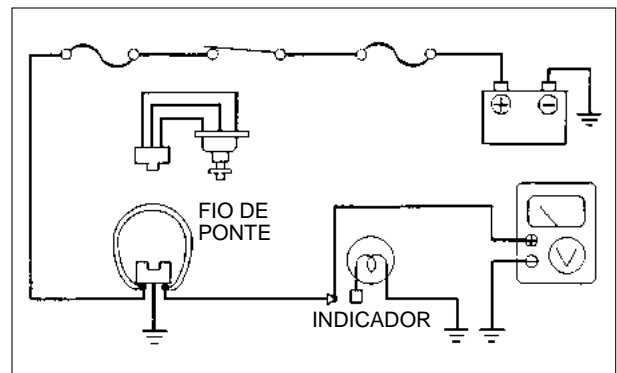 FIO DE
PONTE
INDICADOR
+
−
+
−
V